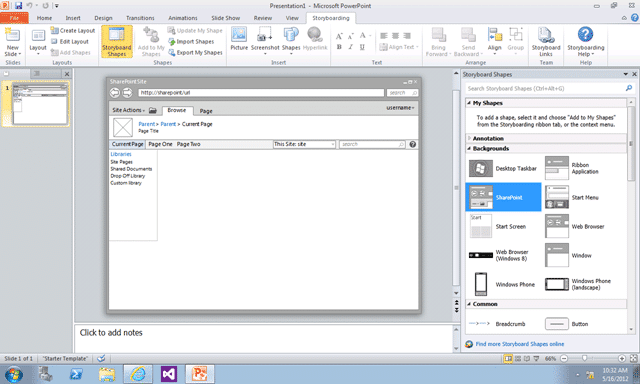 Presentation1 - Microsoft PowerPoint
File Home Insert Design Transitions Animations Slide Show Review View Storyboarding
New Slide Layout Create Layout Edit Layout Add Layout
Storyboard Shapes Add to My Shapes Update My Shape Import Shapes Export My Shapes
Picture Screenshot Shapes Hyperlink
B I U A
A A Align Text
Bring Forward Send Backward Align Group
Storyboard Links Storyboarding Help
Slides Layout Storyboard Shapes Insert Text Arrange Team Help
Storyboard Shapes
Search Storyboard Shapes (Ctrl+Alt+G)
My Shapes
To add a shape, select it and choose "Add to My Shapes"
from the Storyboarding ribbon tab, or the context menu.
Annotation
Backgrounds
Desktop Taskbar Ribbon Application
SharePoint Start Menu
Start
Start Screen Web Browser
Web Browser (Windows 8) Window
Windows Phone Windows Phone (landscape)
Common
Breadcrumb Button
Find more Storyboard Shapes online
1
SharePoint Site
http://sharepoint/url search
Site Actions Browse Page username
Parent > Parent > Current Page
Page Title
Current Page Page One Page Two This Site: site search
Libraries
Site Pages
Shared Documents
Drop Off Library
Custom library
Click to add notes
Slide 1 of 1 "Starter Template" 66%
10:32 AM
5/16/2012